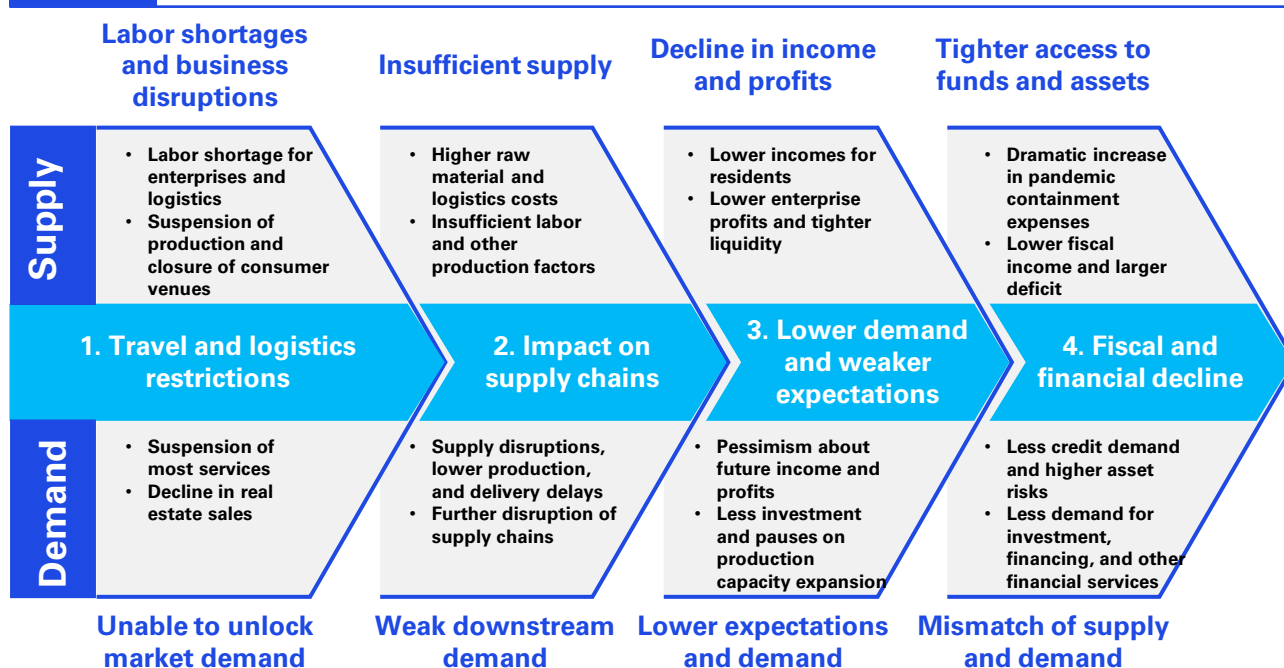 Labor shortages
and business
disruptions
Insufficient supply
Decline in income
and profits
Tighter access to
funds and assets
Supply
• Labor shortage for
enterprises and
logistics
• Suspension of
production and
closure of consumer
venues
• Higher raw
material and
logistics costs
• Insufficient labor
and other
production factors
• Lower incomes for
residents
• Lower enterprise
profits and tighter
liquidity
• Dramatic increase
in pandemic
containment
expenses
• Lower fiscal
income and larger
deficit
1. Travel and logistics
restrictions
2. Impact on
supply chains
3. Lower demand
and weaker
expectations
4. Fiscal and
financial decline
Demand
• Suspension of
most services
• Decline in real
estate sales
• Supply disruptions,
lower production,
and delivery delays
• Further disruption of
supply chains
• Pessimism about
future income and
profits
• Less investment
and pauses on
production
capacity expansion
• Less credit demand
and higher asset
risks
• Less demand for
investment,
financing, and other
financial services
Unable to unlock
market demand
Weak downstream
demand
Lower expectations
and demand
Mismatch of supply
and demand